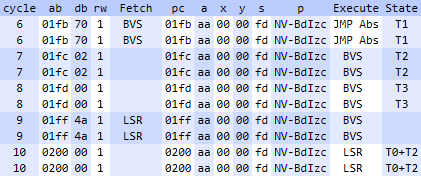 cycle ab db rw Fetch pc a x y s p Execute State
6 01fb 70 1 BVS 01fb aa 00 00 fd NV-BdIzc JMP Abs T1
6 01fb 70 1 BVS 01fb aa 00 00 fd NV-BdIzc JMP Abs T1
7 01fc 02 1 01fc aa 00 00 fd NV-BdIzc BVS T2
7 01fc 02 1 01fc aa 00 00 fd NV-BdIzc BVS T2
8 01fd 00 1 01fd aa 00 00 fd NV-BdIzc BVS T3
8 01fd 00 1 01fd aa 00 00 fd NV-BdIzc BVS T3
9 01ff 4a 1 LSR 01ff aa 00 00 fd NV-BdIzc BVS
9 01ff 4a 1 LSR 01ff aa 00 00 fd NV-BdIzc BVS
10 0200 00 1 0200 aa 00 00 fd NV-BdIzc LSR T0+T2
10 0200 00 1 0200 aa 00 00 fd NV-BdIzc LSR T0+T2